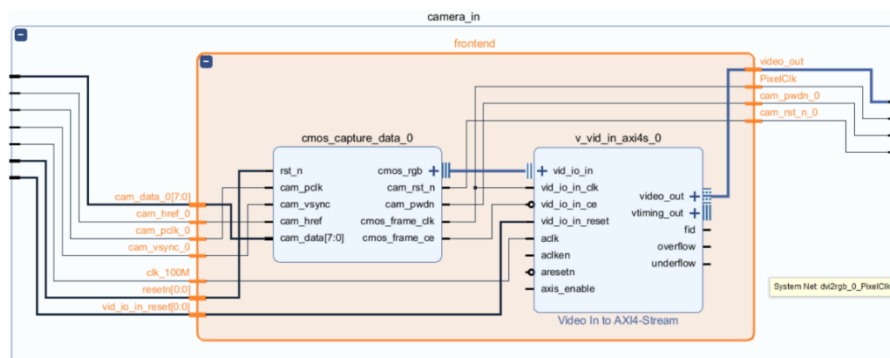 camera_in
frontend
video_out
PixelClk
cam_pwdn_0
cam_rst_n_0
cmos_capture_data_0
v_vid_in_axi4s_0
rst_n
cam_pclk
cam_vsync
cam_href
cam_data[7:0]
cmos_rgb
cam_rst_n
cam_pwdn
cmos_frame_clk
cmos_frame_ce
vid_io_in
vid_io_in_clk
vid_io_in_ce
vid_io_in_reset
aclk
aclken
aresetn
axis_enable
video_out
vtiming_out
fid
overflow
underflow
cam_data_0[7:0]
cam_href_0
cam_pclk_0
cam_vsync_0
clk_100M
resetn[0:0]
vid_io_in_reset[0:0]
Video In to AXI4-Stream
System Net: dvi2rgb_0_PixelClk